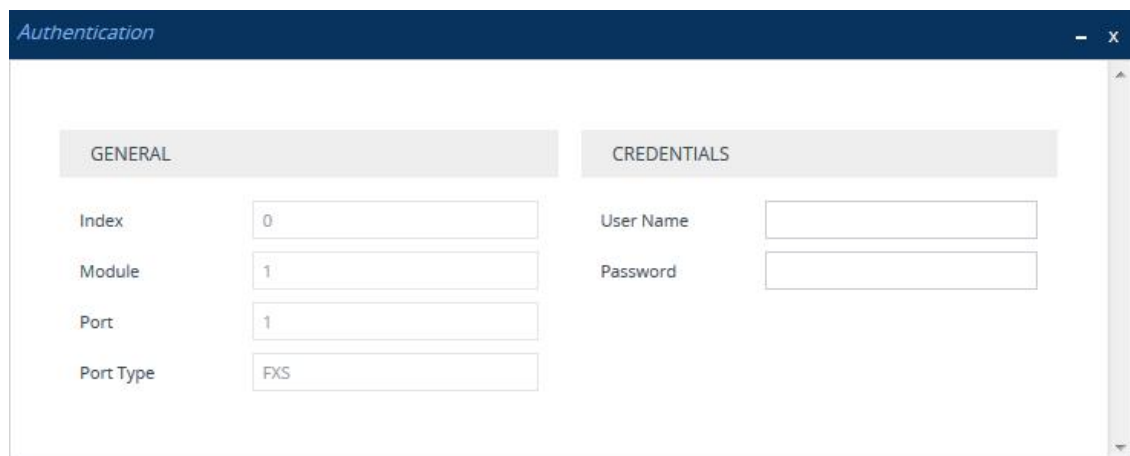 Authentication
– x
GENERAL
Index 0
Module 1
Port 1
Port Type FXS
CREDENTIALS
User Name
Password